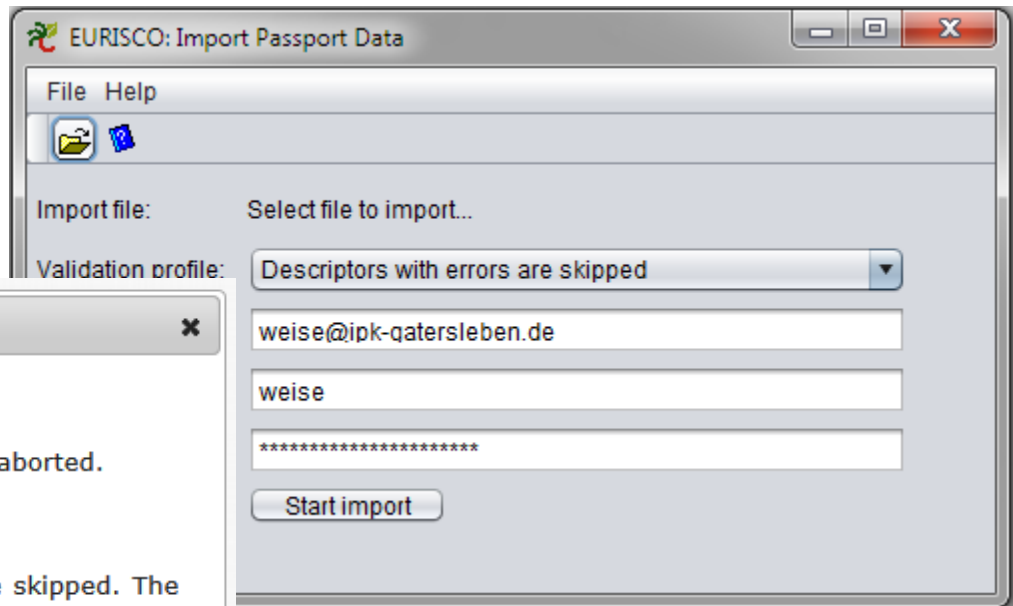 EURISCO: Import Passport Data
File Help
Import file: Select file to import...
Validation profile: Descriptors with errors are skipped
weise@ipk-gatersleben.de
weise
**********************
Start import
aborted.
skipped. The